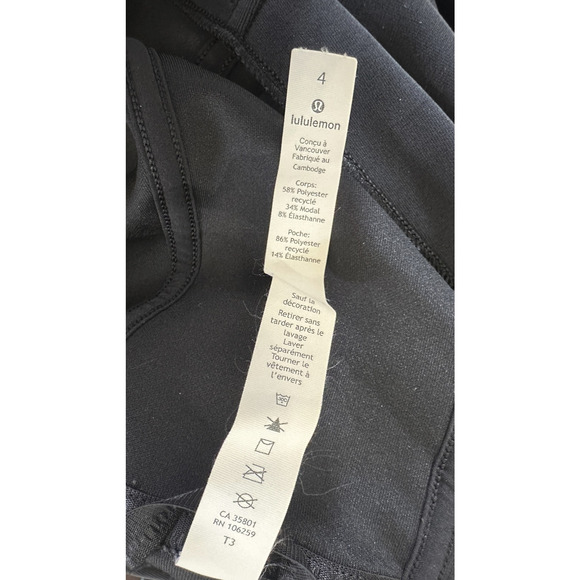 4
lululemon
Conçu à
Vancouver
Fabriqué au
Cambodge
Corps:
58% Polyester
recyclé
34% Modal
8% Élasthanne
Poche:
86% Polyester
recyclé
14% Élasthanne
Sauf la
décoration
Retirer sans
tarder après le
lavage
Laver
séparément
Tourner le
vêtement à
l'envers
30C
CA 35801
RN 106259
T3